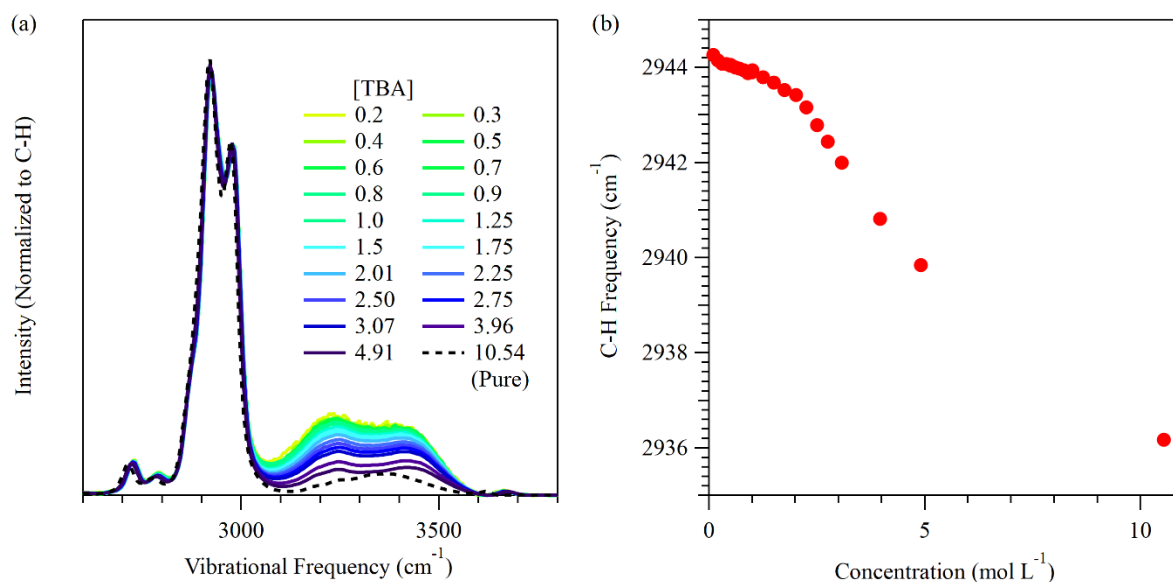 (a)
Intensity (Normalized to C-H)
[TBA]
0.2 0.3
0.4 0.5
0.6 0.7
0.8 0.9
1.0 1.25
1.5 1.75
2.01 2.25
2.50 2.75
3.07 3.96
4.91 10.54
(Pure)
3000 3500
Vibrational Frequency (cm⁻¹)
(b)
C-H Frequency (cm⁻¹)
2944
2942
2940
2938
2936
0 5 10
Concentration (mol L⁻¹)